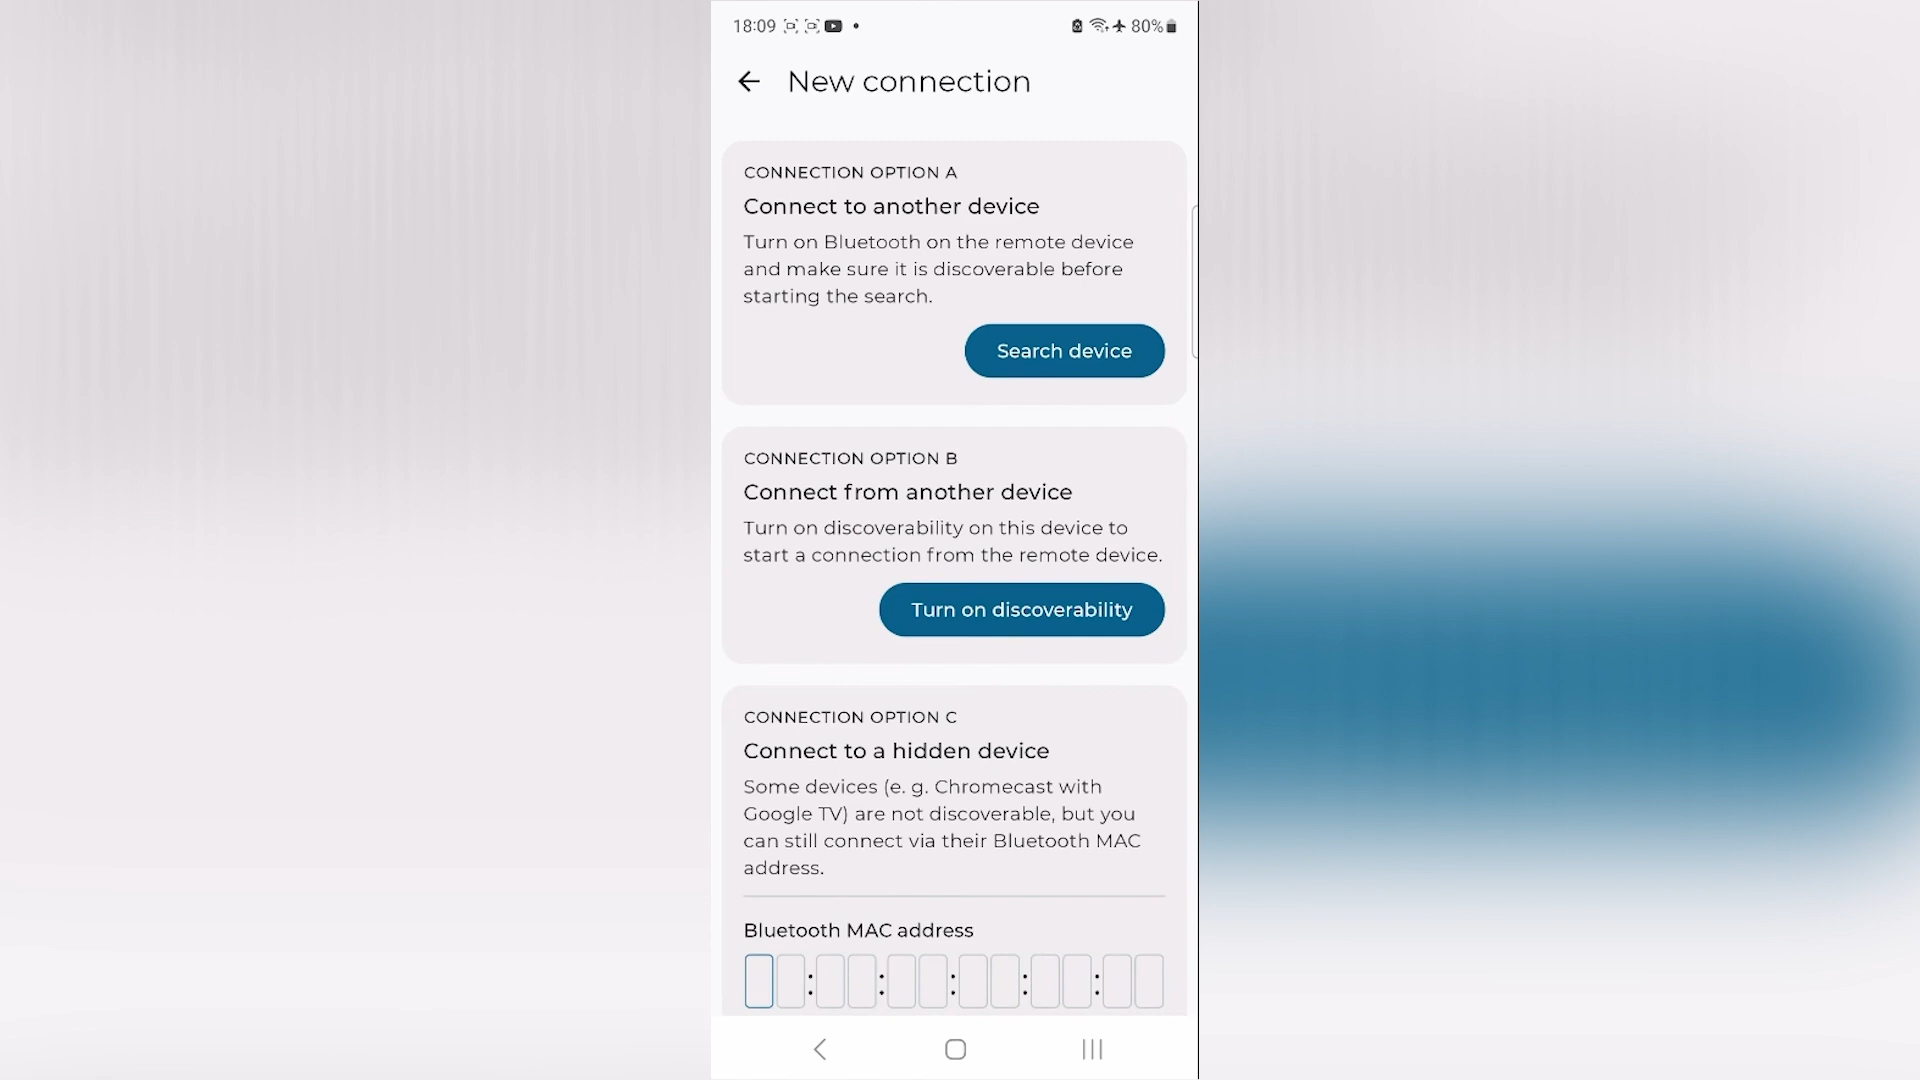 18:09
80%
New connection
CONNECTION OPTION A
Connect to another device
Turn on Bluetooth on the remote device
and make sure it is discoverable before
starting the search.
Search device
CONNECTION OPTION B
Connect from another device
Turn on discoverability on this device to
start a connection from the remote device.
Turn on discoverability
CONNECTION OPTION C
Connect to a hidden device
Some devices (e. g. Chromecast with
Google TV) are not discoverable, but you
can still connect via their Bluetooth MAC
address.
Bluetooth MAC address
: : : : :